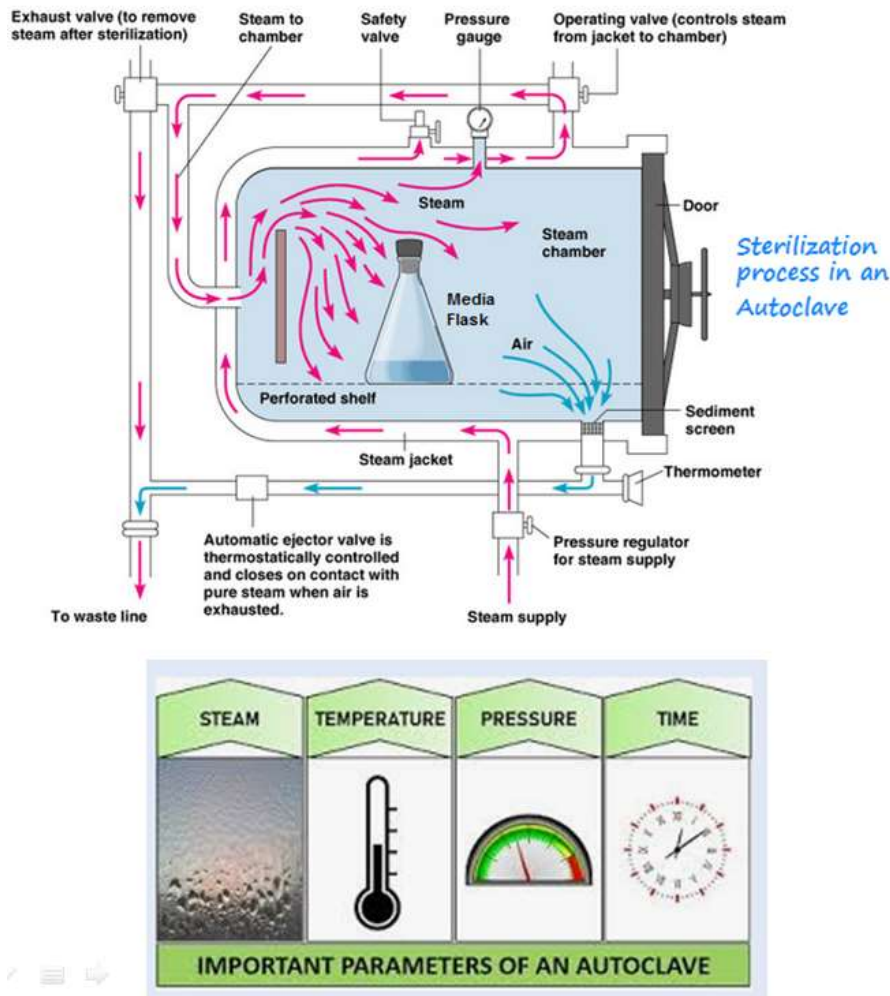 Exhaust valve (to remove
steam after sterilization)
Steam to
chamber
Safety
valve
Pressure
gauge
Operating valve (controls steam
from jacket to chamber)
Steam
Steam
chamber
Door
Sterilization
process in an
Autoclave
Media
Flask
Air
Perforated shelf
Sediment
screen
Steam jacket
Thermometer
Automatic ejector valve is
thermostatically controlled
and closes on contact with
pure steam when air is
exhausted.
Pressure regulator
for steam supply
To waste line
Steam supply
STEAM
TEMPERATURE
PRESSURE
TIME
IMPORTANT PARAMETERS OF AN AUTOCLAVE